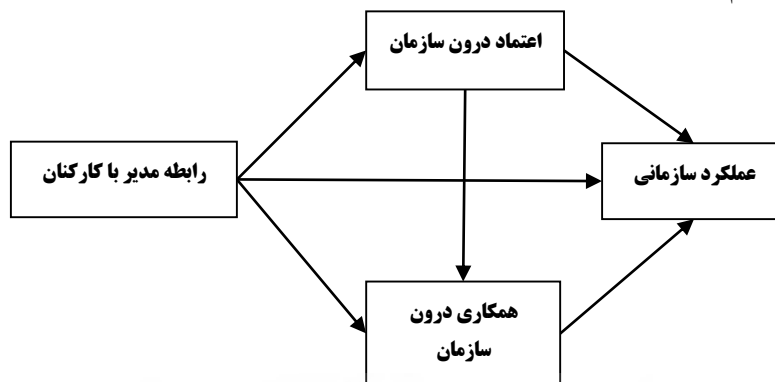 اعتماد درون سازمان
رابطه مدیر با کارکنان
عملکرد سازمانی
همکاری درون
سازمان